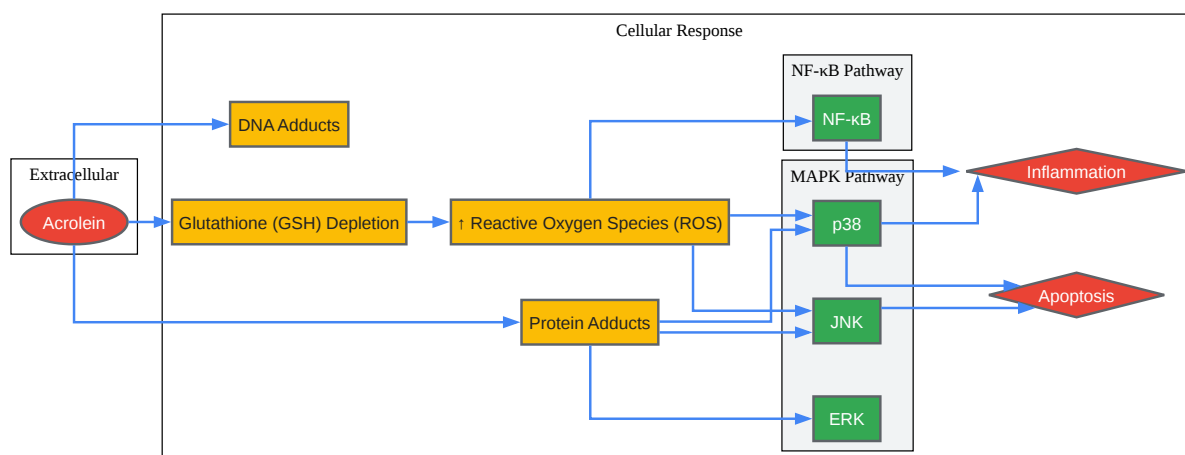 Cellular Response
NF-κB Pathway
NF-κB
DNA Adducts
Extracellular
Acrolein
Glutathione (GSH) Depletion
↑ Reactive Oxygen Species (ROS)
MAPK Pathway
p38
Inflammation
Protein Adducts
JNK
Apoptosis
ERK